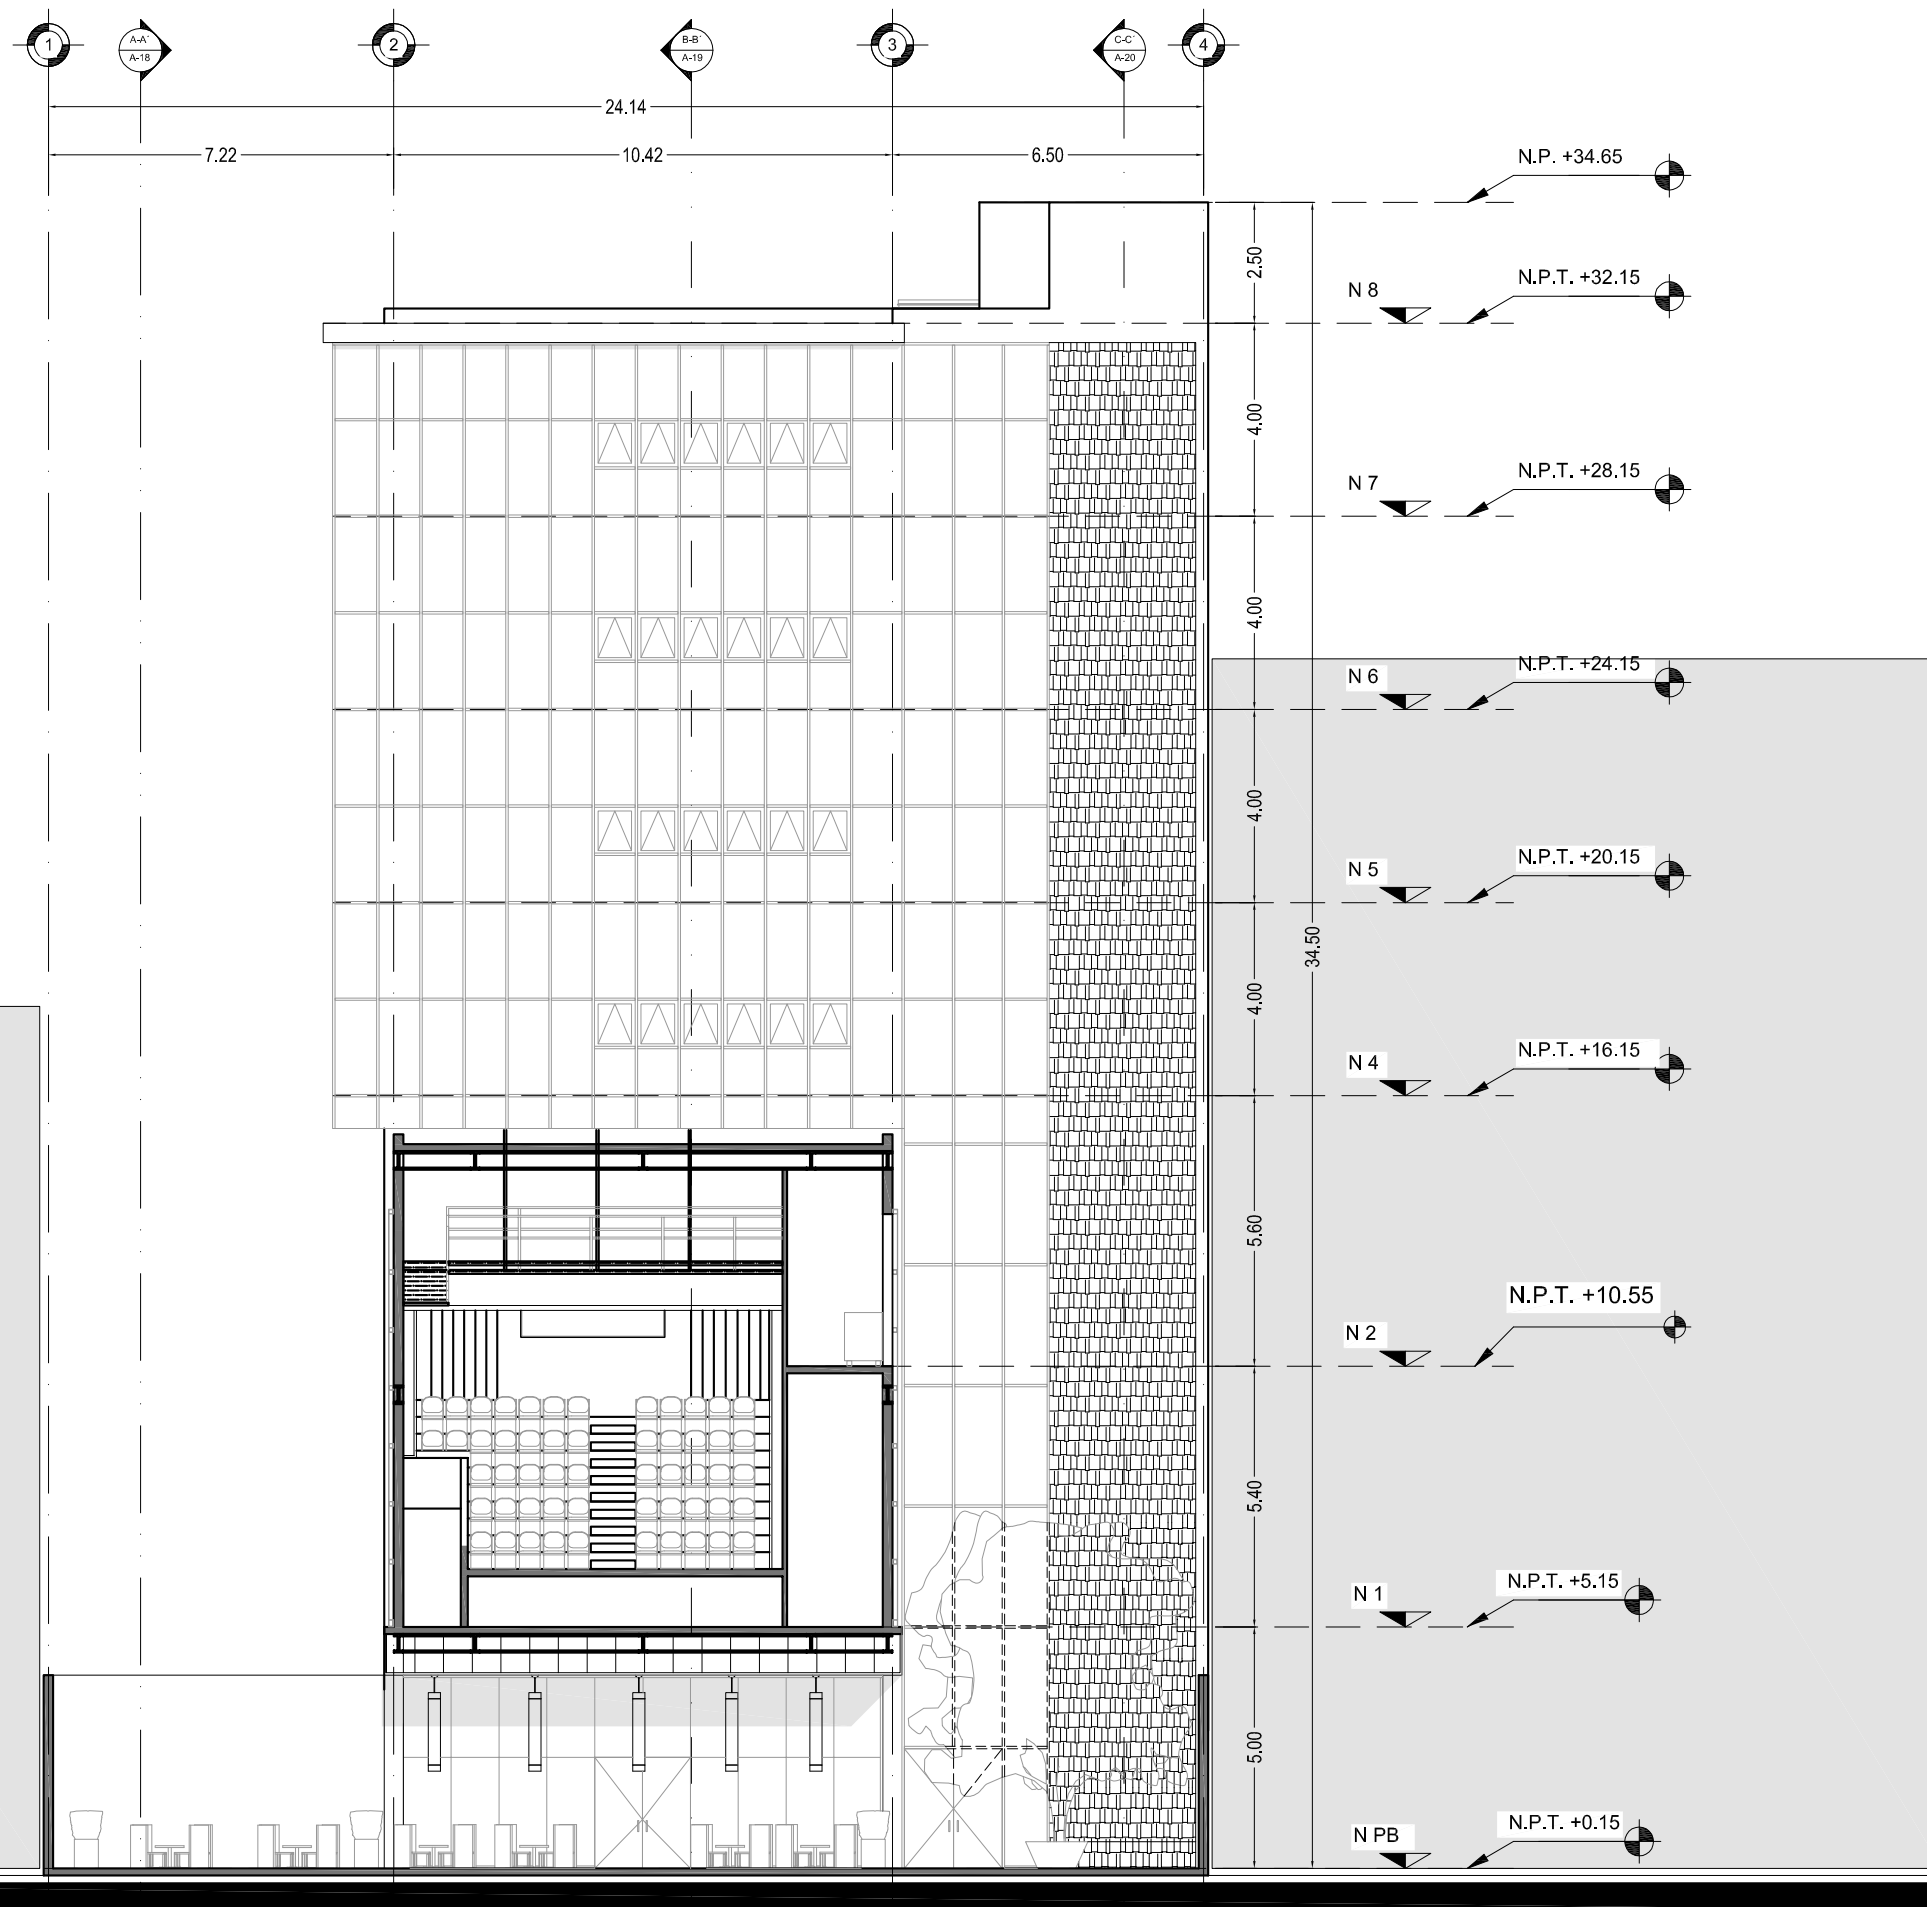 1
A-A'
A-18
2
B-B'
A-19
3
C-C'
A-20
4
24.14
7.22
10.42
6.50
N.P. +34.65
2.50
N 8
N.P.T. +32.15
4.00
N 7
N.P.T. +28.15
4.00
N 6
N.P.T. +24.15
4.00
N 5
N.P.T. +20.15
34.50
4.00
N 4
N.P.T. +16.15
5.60
N 2
N.P.T. +10.55
5.40
N 1
N.P.T. +5.15
5.00
N PB
N.P.T. +0.15